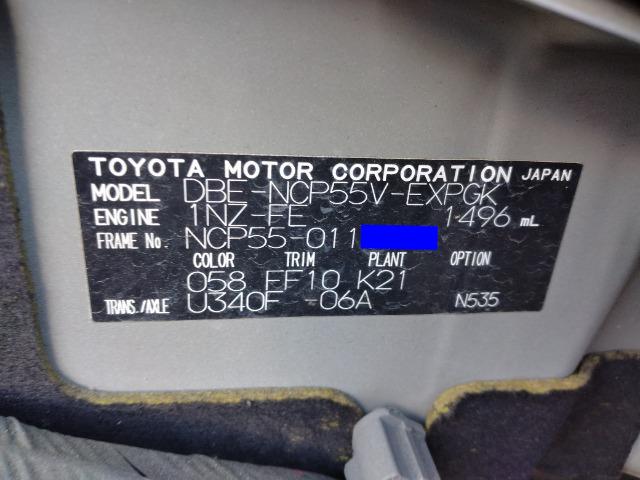 TOYOTA MOTOR CORPORATION JAPAN
MODEL DBE-NCP55V-EXPGK
ENGINE 1NZ-FE 1496 mL
FRAME No NCP55-011
COLOR TRIM PLANT OPTION
058 FF10 K21
TRANS./AXLE U340F -06A N535